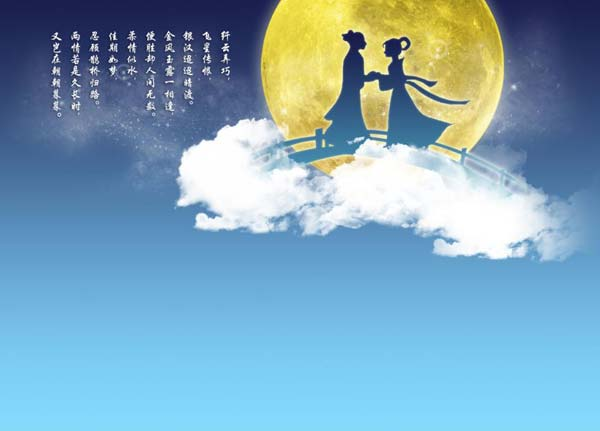 纤云弄巧,
飞星传恨,
银汉迢迢暗渡。
金风玉露一相逢,
便胜却人间无数。
柔情似水,
佳期如梦,
忍顾鹊桥归路。
两情若是久长时,
又岂在朝朝暮暮。